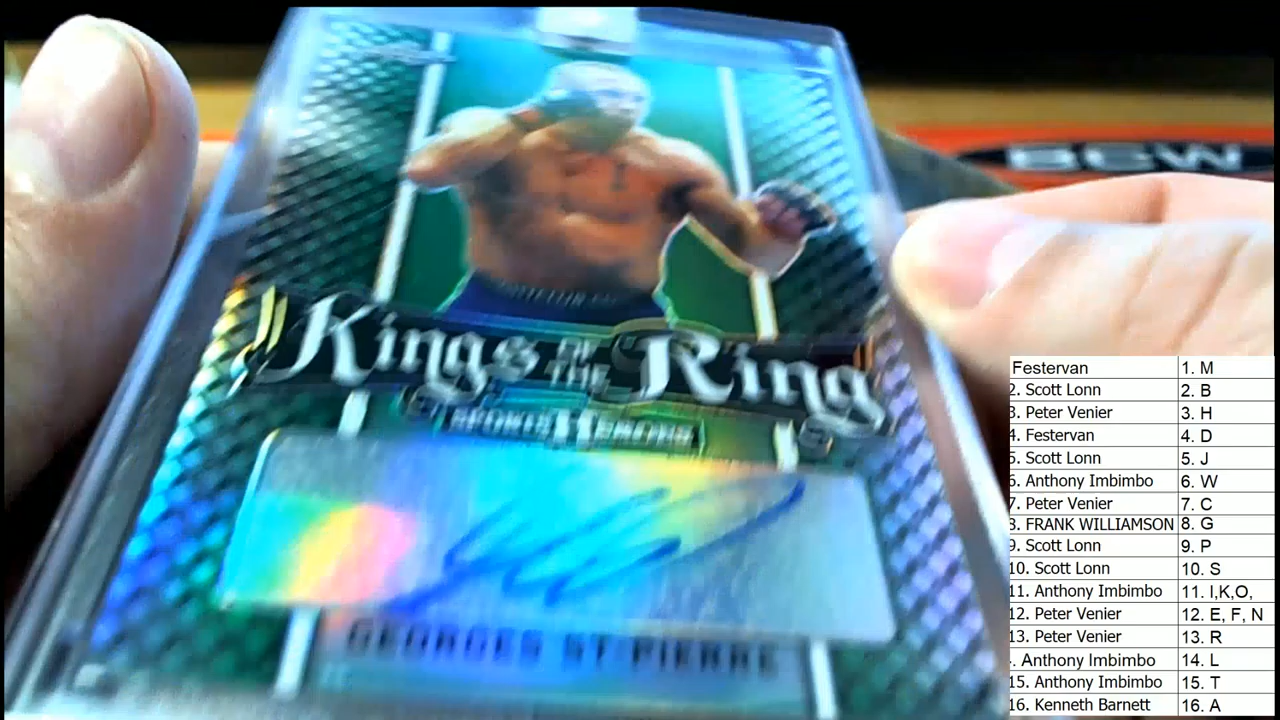 BCW
Kings OF THE Ring
SPORTS HEROES
GEORGES ST-PIERRE
Festervan 1. M
2. Scott Lonn 2. B
3. Peter Venier 3. H
4. Festervan 4. D
5. Scott Lonn 5. J
6. Anthony Imbimbo 6. W
7. Peter Venier 7. C
8. FRANK WILLIAMSON 8. G
9. Scott Lonn 9. P
10. Scott Lonn 10. S
11. Anthony Imbimbo 11. I,K,O,
12. Peter Venier 12. E, F, N
13. Peter Venier 13. R
. Anthony Imbimbo 14. L
15. Anthony Imbimbo 15. T
16. Kenneth Barnett 16. A